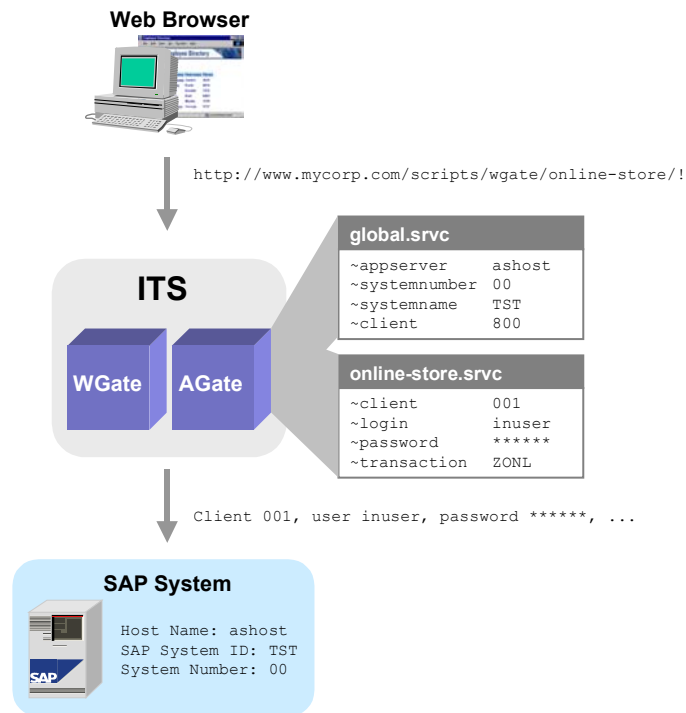 Web Browser
Employee Directory
http://www.mycorp.com/scripts/wgate/online-store/!
global.srvc
~appserver ashost
~systemnumber 00
~systemname TST
~client 800
ITS
WGate AGate
online-store.srvc
~client 001
~login inuser
~password ******
~transaction ZONL
Client 001, user inuser, password ******, ...
SAP System
Host Name: ashost
SAP System ID: TST
System Number: 00
SAP